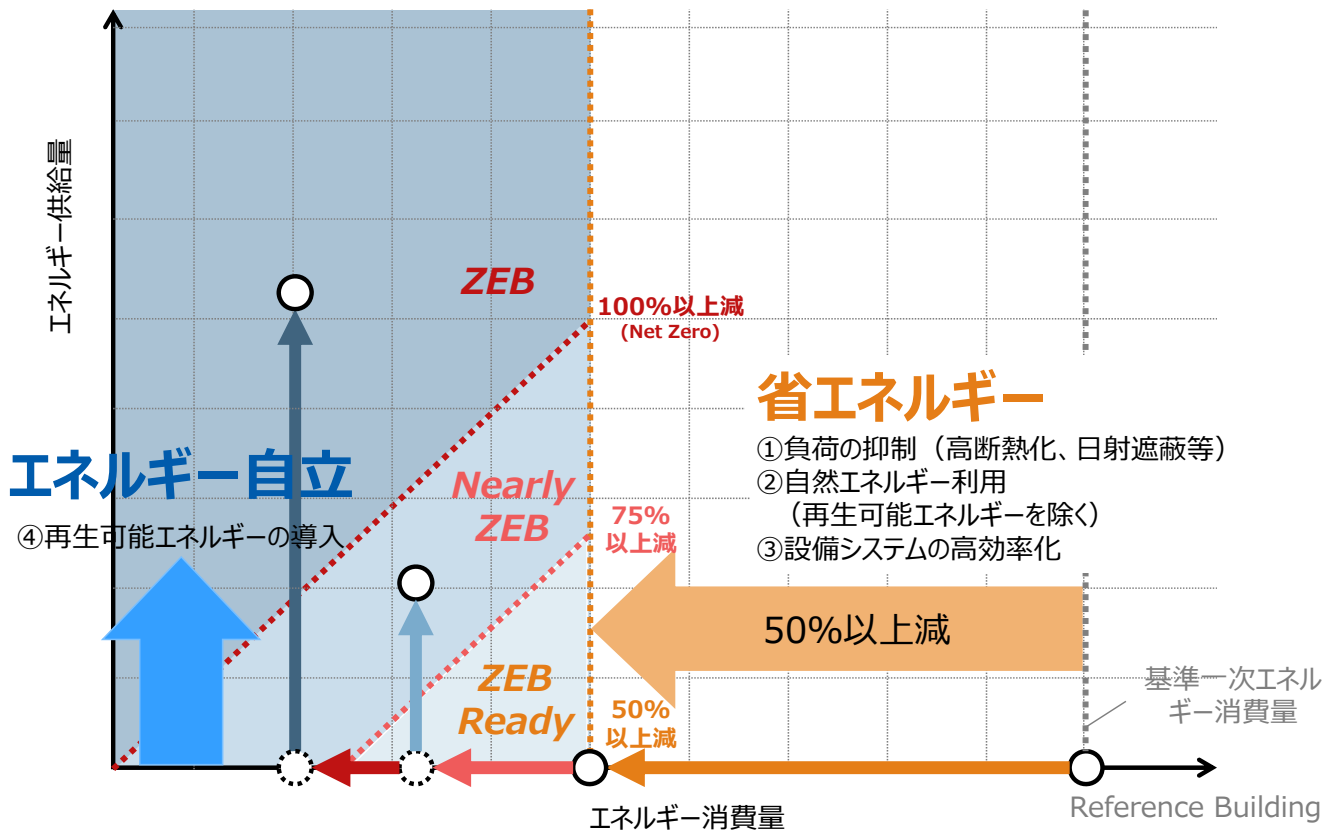 エネルギー供給量
ZEB
100%以上減
(Net Zero)
省エネルギー
①負荷の抑制（高断熱化、日射遮蔽等）
②自然エネルギー利用
（再生可能エネルギーを除く）
③設備システムの高効率化
エネルギー自立
④再生可能エネルギーの導入
Nearly
ZEB
75%
以上減
50%以上減
ZEB
Ready
50%
以上減
基準一次エネル
ギー消費量
エネルギー消費量
Reference Building